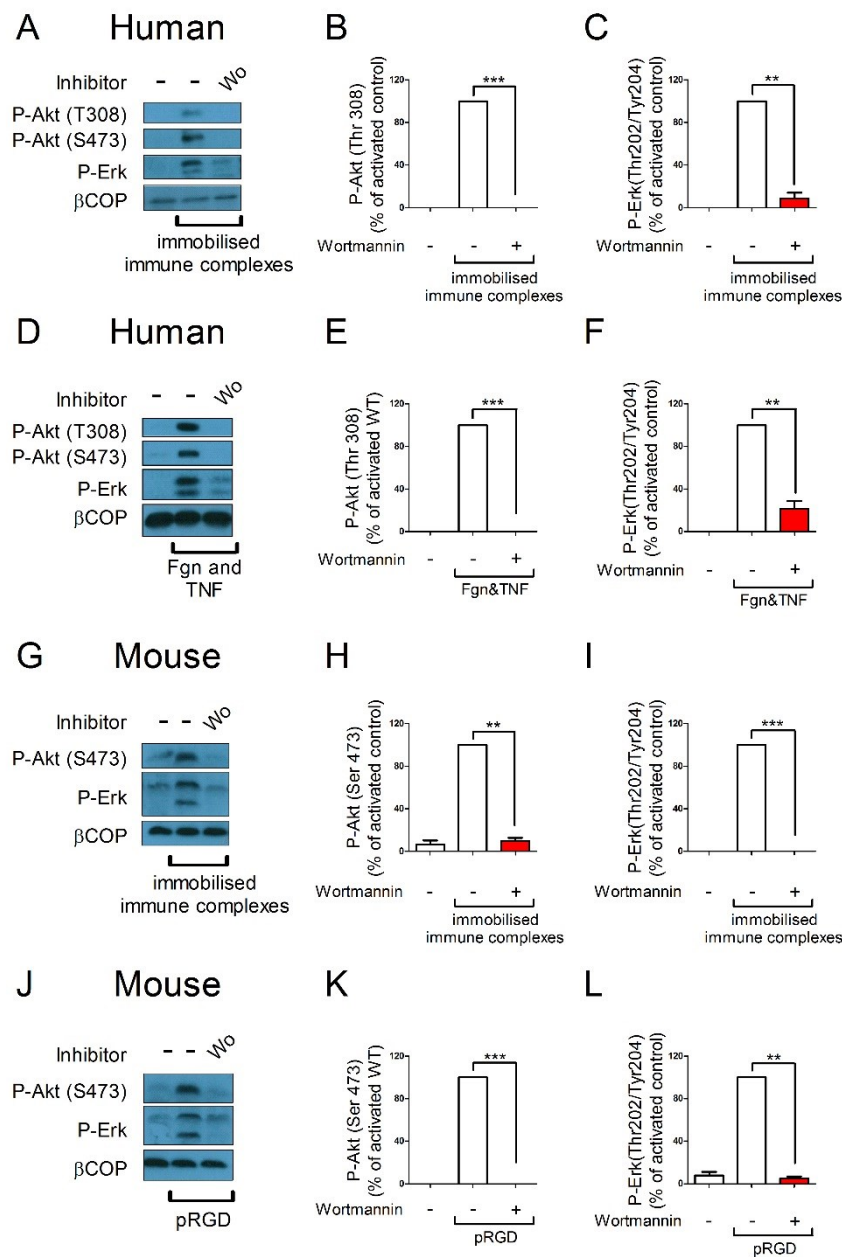 A Human
Inhibitor - - Wo
P-Akt (T308)
P-Akt (S473)
P-Erk
βCOP
immobilised
immune complexes
B
P-Akt (Thr 308)
(% of activated control)
120
80
40
0
***
Wortmannin - - +
immobilised
immune complexes
C
P-Erk(Thr202/Tyr204)
(% of activated control)
120
80
40
0
**
Wortmannin - - +
immobilised
immune complexes
D Human
Inhibitor - - Wo
P-Akt (T308)
P-Akt (S473)
P-Erk
βCOP
Fgn and
TNF
E
P-Akt (Thr 308)
(% of activated WT)
120
80
40
0
***
Wortmannin - - +
Fgn&TNF
F
P-Erk(Thr202/Tyr204)
(% of activated control)
120
80
40
0
**
Wortmannin - - +
Fgn&TNF
G Mouse
Inhibitor - - Wo
P-Akt (S473)
P-Erk
βCOP
immobilised
immune complexes
H
P-Akt (Ser 473)
(% of activated control)
120
80
40
0
**
Wortmannin - - +
immobilised
immune complexes
I
P-Erk(Thr202/Tyr204)
(% of activated control)
120
80
40
0
***
Wortmannin - - +
immobilised
immune complexes
J Mouse
Inhibitor - - Wo
P-Akt (S473)
P-Erk
βCOP
pRGD
K
P-Akt (Ser 473)
(% of activated WT)
120
80
40
0
***
Wortmannin - - +
pRGD
L
P-Erk(Thr202/Tyr204)
(% of activated control)
120
80
40
0
**
Wortmannin - - +
pRGD